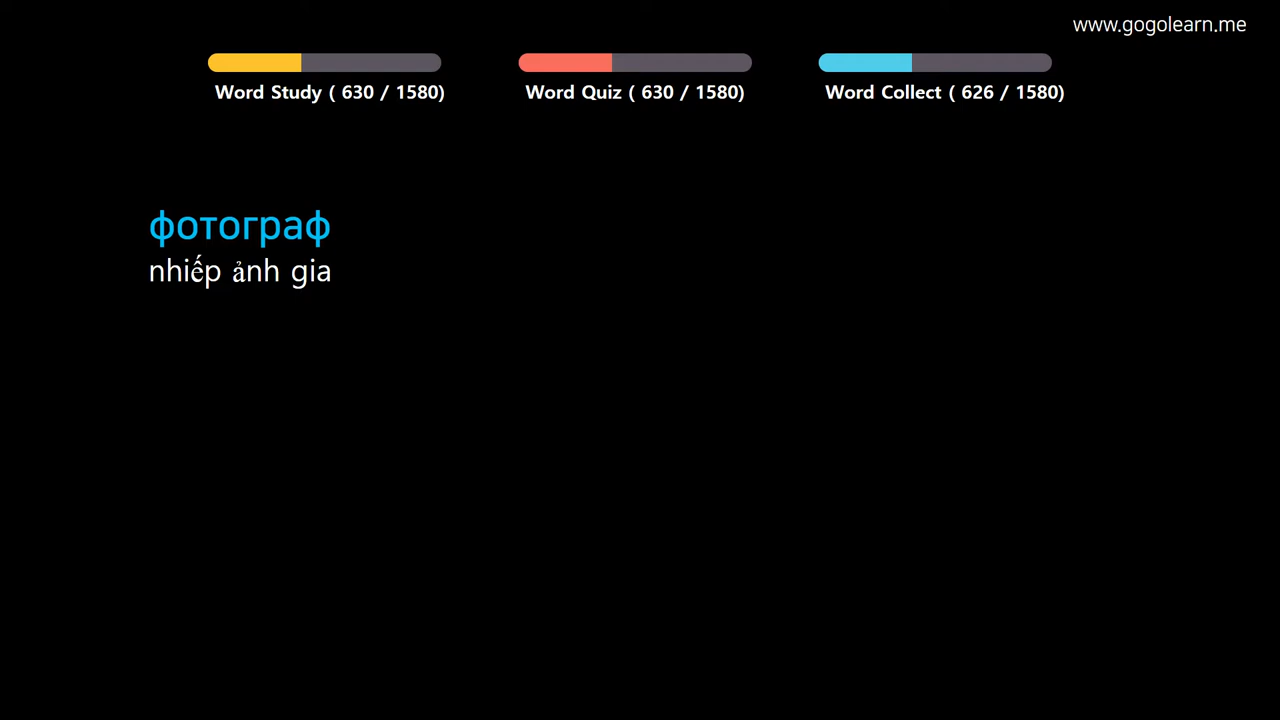 www.gogolearn.me
Word Study ( 630 / 1580)
Word Quiz ( 630 / 1580)
Word Collect ( 626 / 1580)
фотограф
nhiếp ảnh gia